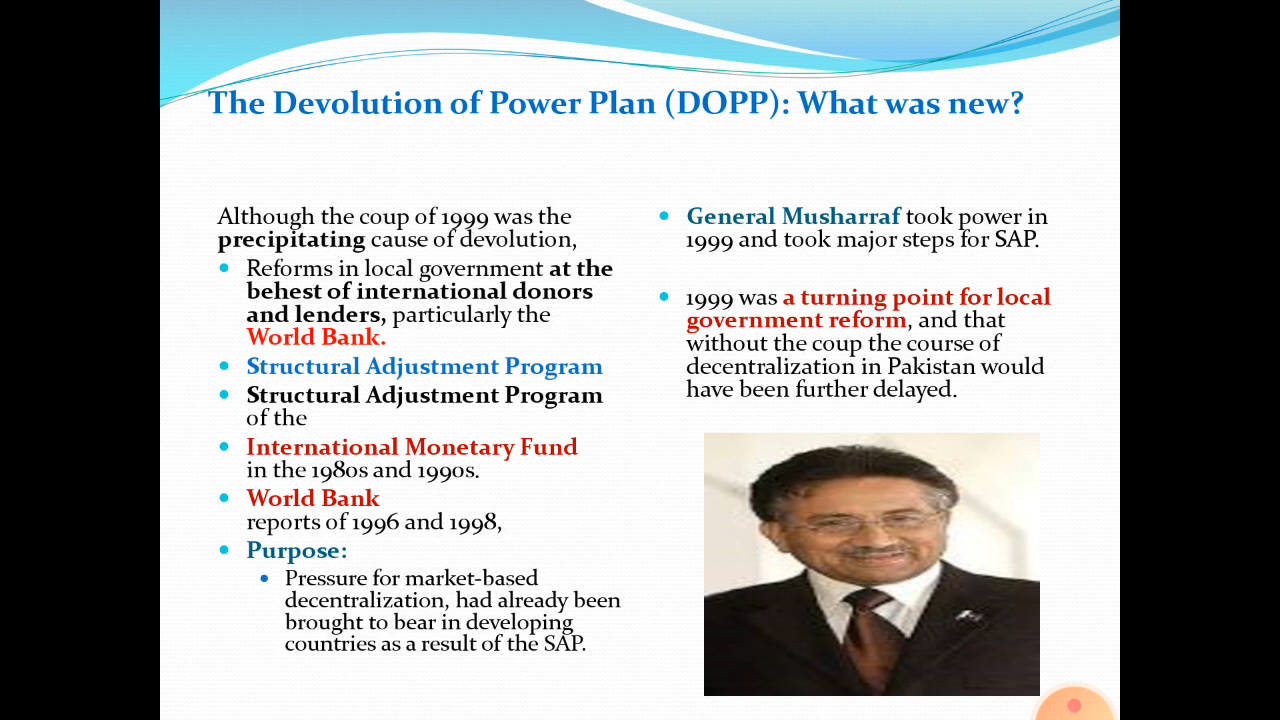 The Devolution of Power Plan (DOPP): What was new?
Although the coup of 1999 was the
precipitating cause of devolution,
Reforms in local government at the
behest of international donors
and lenders, particularly the
World Bank.
Structural Adjustment Program
Structural Adjustment Program
of the
International Monetary Fund
in the 1980s and 1990s.
World Bank
reports of 1996 and 1998,
Purpose:
Pressure for market-based
decentralization, had already been
brought to bear in developing
countries as a result of the SAP.
General Musharraf took power in
1999 and took major steps for SAP.
1999 was a turning point for local
government reform, and that
without the coup the course of
decentralization in Pakistan would
have been further delayed.